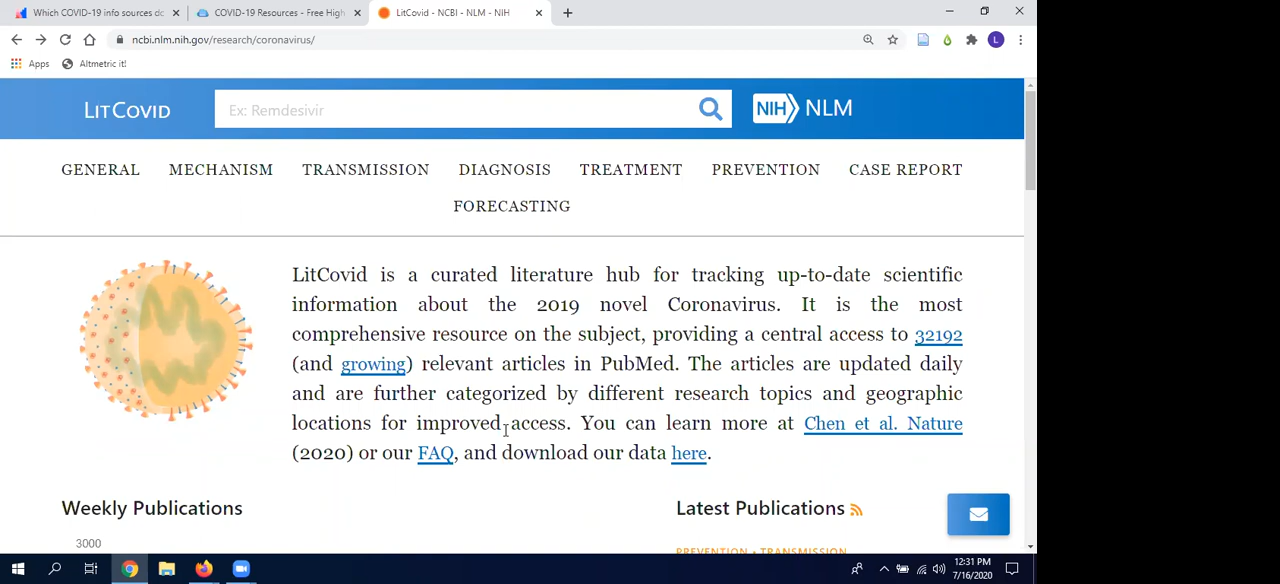 Which COVID-19 info sources do
COVID-19 Resources - Free High
LitCovid - NCBI - NLM - NIH
ncbi.nlm.nih.gov/research/coronavirus/
L
Apps
Altmetric it!
LITCOVID
Ex: Remdesivir
NIH NLM
GENERAL MECHANISM TRANSMISSION DIAGNOSIS TREATMENT PREVENTION CASE REPORT
FORECASTING
LitCovid is a curated literature hub for tracking up-to-date scientific
information about the 2019 novel Coronavirus. It is the most
comprehensive resource on the subject, providing a central access to 32192
(and growing) relevant articles in PubMed. The articles are updated daily
and are further categorized by different research topics and geographic
locations for improved access. You can learn more at Chen et al. Nature
(2020) or our FAQ, and download our data here.
Weekly Publications
Latest Publications
3000
PREVENTION • TRANSMISSION
12:31 PM
7/16/2020